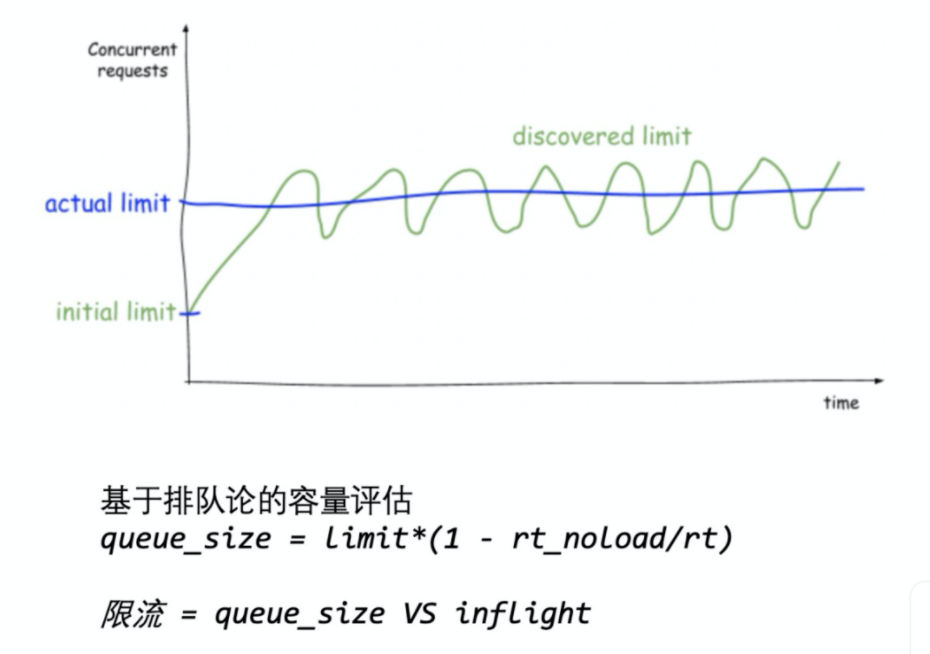 Concurrent
requests
discovered limit
actual limit
initial limit
time
基于排队论的容量评估
queue_size = limit*(1 - rt_noload/rt)
限流 = queue_size VS inflight